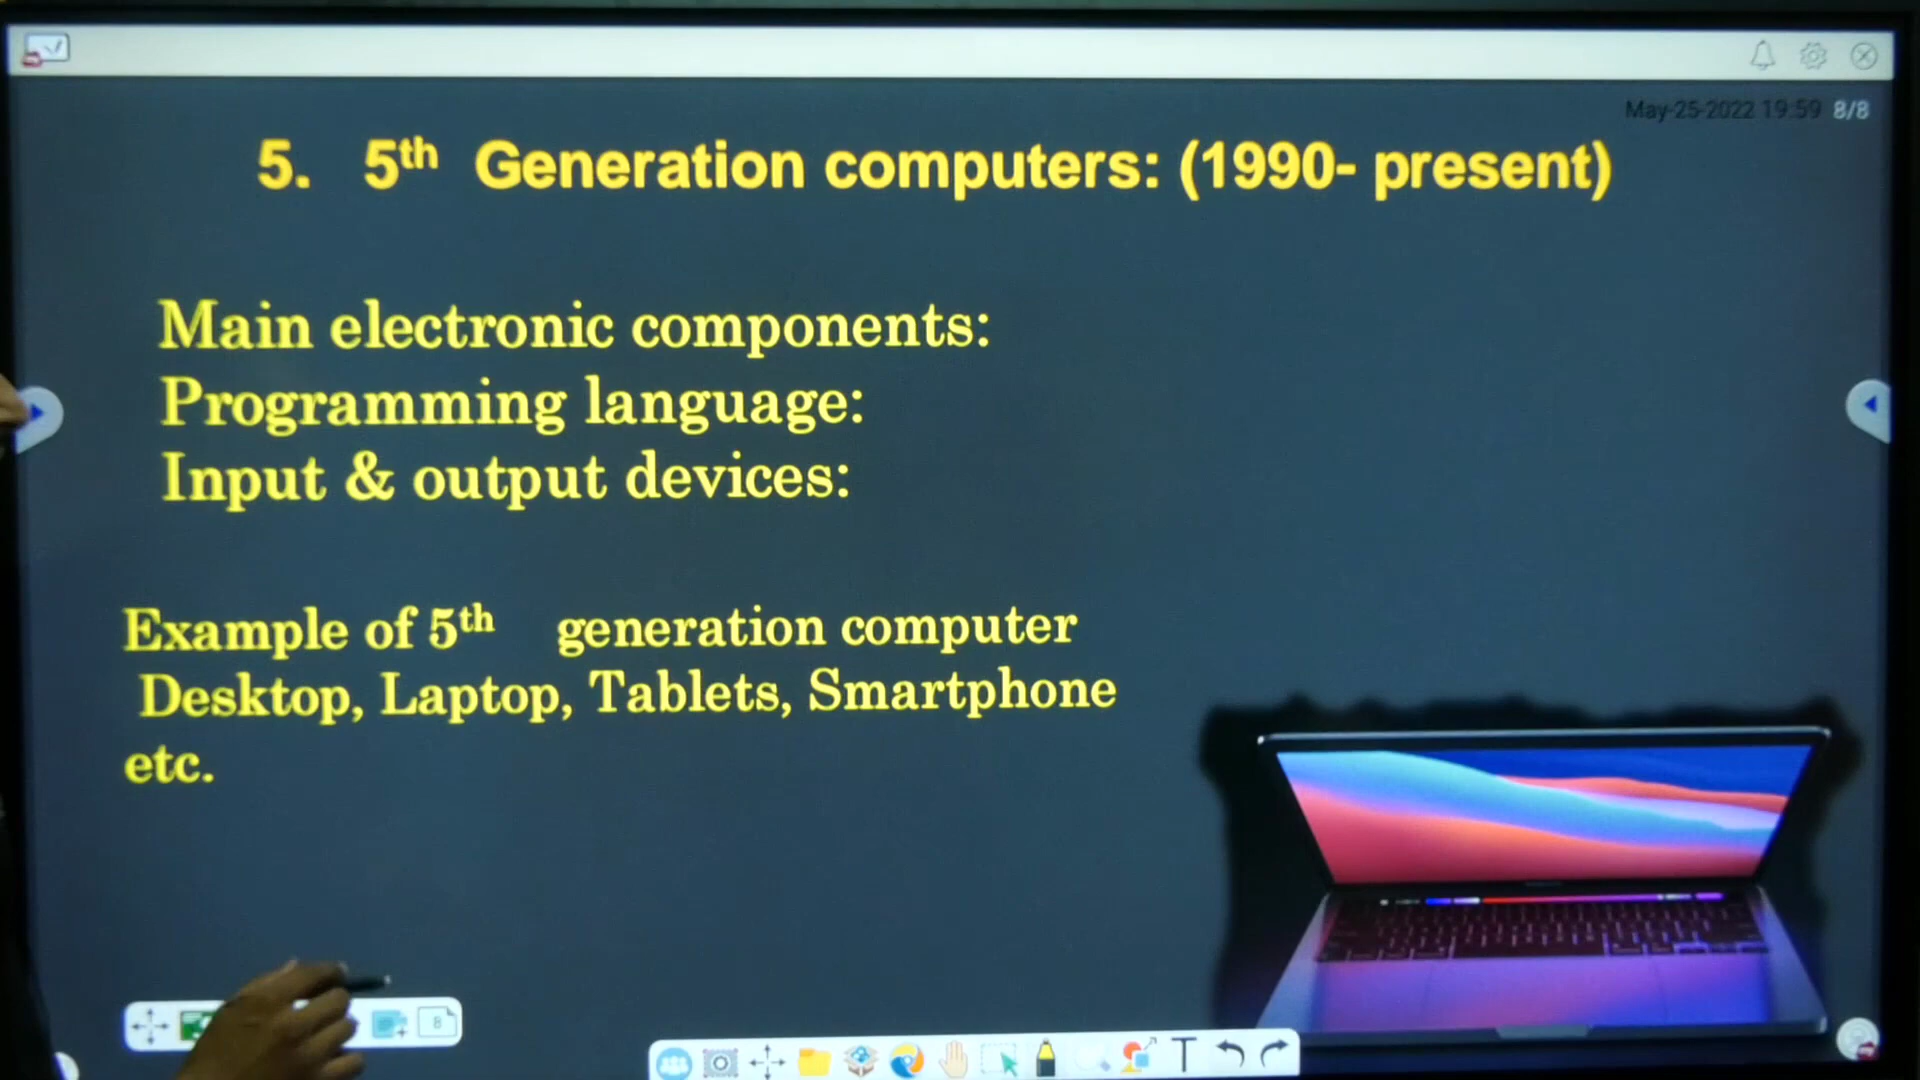 May-25-2022 19:59 8/8
5. 5th Generation computers: (1990- present)
Main electronic components:
Programming language:
Input & output devices:
Example of 5th generation computer
Desktop, Laptop, Tablets, Smartphone
etc.
8
T